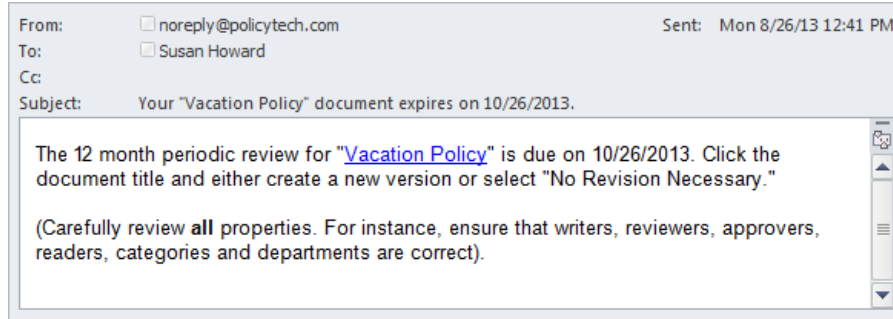 From: noreply@policytech.com Sent: Mon 8/26/13 12:41 PM
To: Susan Howard
Cc:
Subject: Your "Vacation Policy" document expires on 10/26/2013.
The 12 month periodic review for "Vacation Policy" is due on 10/26/2013. Click the
document title and either create a new version or select "No Revision Necessary."
(Carefully review all properties. For instance, ensure that writers, reviewers, approvers,
readers, categories and departments are correct).